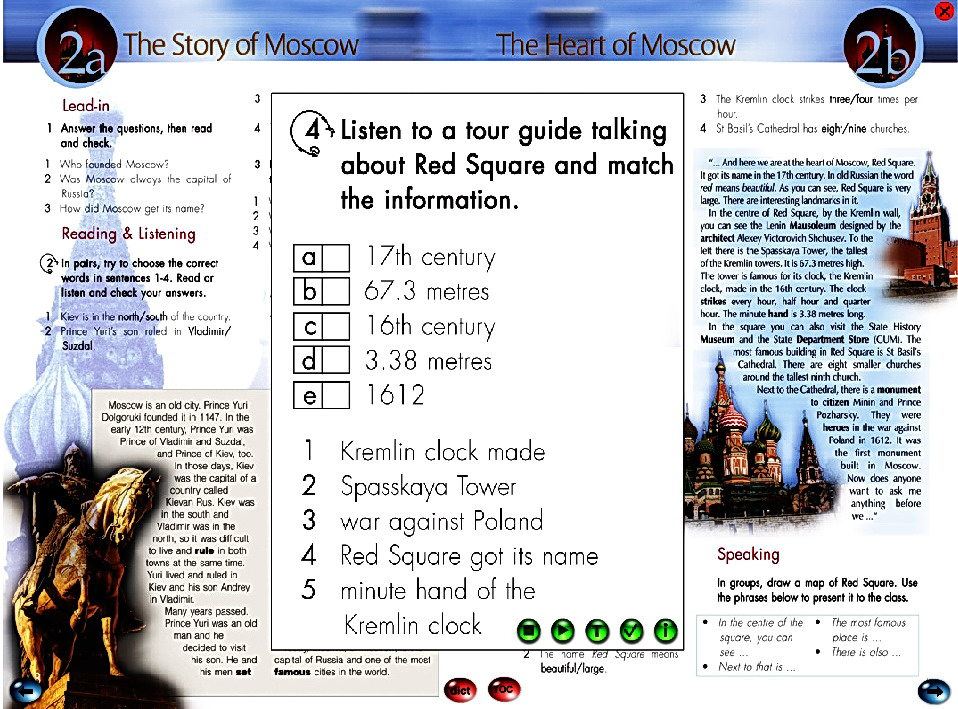 2a The Story of Moscow
The Heart of Moscow 2b
Lead-in
1 Answer the questions, then read
and check.
1 Who founded Moscow?
2 Was Moscow always the capital of
Russia?
3 How did Moscow get its name?
Reading & Listening
2 In pairs, try to choose the correct
words in sentences 1-4. Read or
listen and check your answers.
1 Kiev is in the north/south of the country.
2 Prince Yuri's son ruled in Vladimir/
Suzdal.
Moscow is an old city. Prince Yuri
Dolgoruki founded it in 1147. In the
early 12th century, Prince Yuri was
Prince of Vladimir and Suzdal,
and Prince of Kiev, too.
In those days, Kiev
was the capital of a
country called
Kievan Rus. Kiev was
in the south and
Vladimir was in the
north, so it was difficult
to live and rule in both
towns at the same time.
Yuri lived and ruled in
Kiev and his son Andrey
in Vladimir.
Many years passed.
Prince Yuri was an old
man and he
decided to visit
his son. He and
his men set
3
4
3
1
2
3
4
4 Listen to a tour guide talking
about Red Square and match
the information.
a 17th century
b 67.3 metres
c 16th century
d 3.38 metres
e 1612
1 Kremlin clock made
2 Spasskaya Tower
3 war against Poland
4 Red Square got its name
5 minute hand of the
Kremlin clock
T i
capital of Russia and one of the most
famous cities in the world.
2 The name Red Square means
beautiful/large.
3 The Kremlin clock strikes three/four times per
hour.
4 St Basil's Cathedral has eight/nine churches.
"... And here we are at the heart of Moscow, Red Square.
It got its name in the 17th century. In old Russian the word
red means beautiful. As you can see, Red Square is very
large. There are interesting landmarks in it.
In the centre of Red Square, by the Kremlin wall,
you can see the Lenin Mausoleum designed by the
architect Alexey Victorovich Shchusev. To the
left there is the Spasskaya Tower, the tallest
of the Kremlin towers. It is 67.3 metres high.
The tower is famous for its clock, the Kremlin
clock, made in the 16th century. The clock
strikes every hour, half hour and quarter
hour. The minute hand is 3.38 metres long.
In the square you can also visit the State History
Museum and the State Department Store (CUM). The
most famous building in Red Square is St Basil's
Cathedral. There are eight smaller churches
around the tallest ninth church.
Next to the Cathedral, there is a monument
to citizen Minin and Prince
Pozharsky. They were
heroes in the war against
Poland in 1612. It was
the first monument
built in Moscow.
Now does anyone
want to ask me
anything before
we ..."
Speaking
In groups, draw a map of Red Square. Use
the phrases below to present it to the class.
• In the centre of the
square, you can
see ...
• Next to that is ...
• The most famous
place is ...
• There is also ...
dict TOC